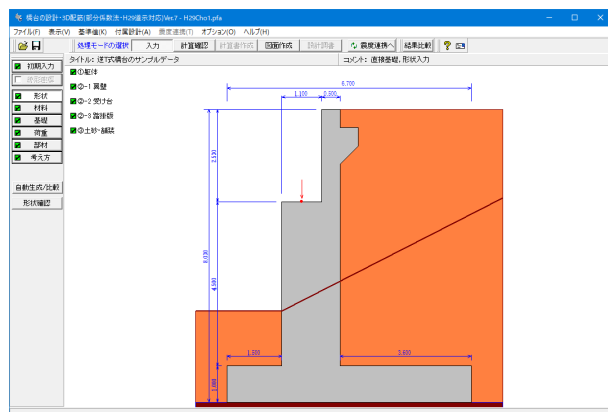 橋台の設計・3D配筋(部分係数法・H29道示対応)Ver.7 - H29Cho1.pfa
ファイル(F) 表示(V) 基準値(K) 付属設計(A) 震度連携(T) オプション(O) ヘルプ(H)
処理モードの選択 入力 計算確認 計算書作成 図面作成 設計調書 震度連携へ 結果比較
タイトル: 逆T式橋台のサンプルデータ
コメント: 直接基礎,形状入力
初期入力
形状
材料
基礎
荷重
部材
考え方
自動生成/比較
形状確認
①躯体
②-1 翼壁
②-2 受け台
②-3 踏掛版
③土砂・舗装
6.700
1.100
0.500
2.500
8.000
4.500
1.500
3.600
1.000